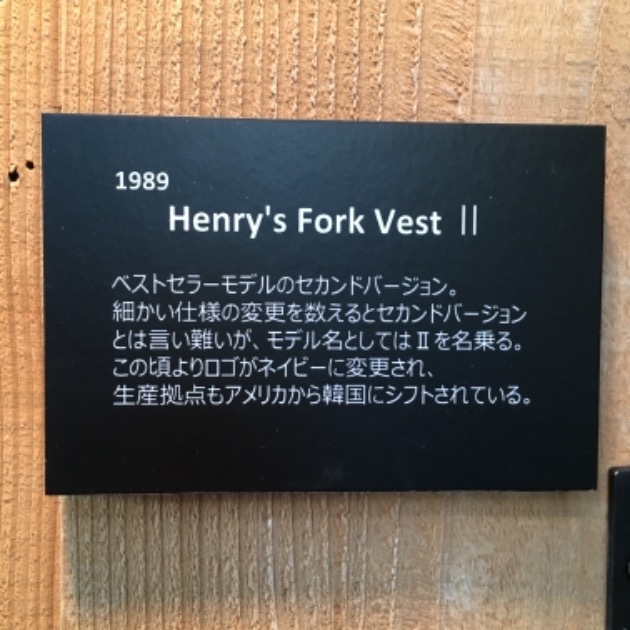 1989
Henry's Fork Vest Ⅱ
ベストセラーモデルのセカンドバージョン。
細かい仕様の変更を数えるとセカンドバージョン
とは言い難いが、モデル名としてはⅡを名乗る。
この頃よりロゴがネイビーに変更され、
生産拠点もアメリカから韓国にシフトされている。